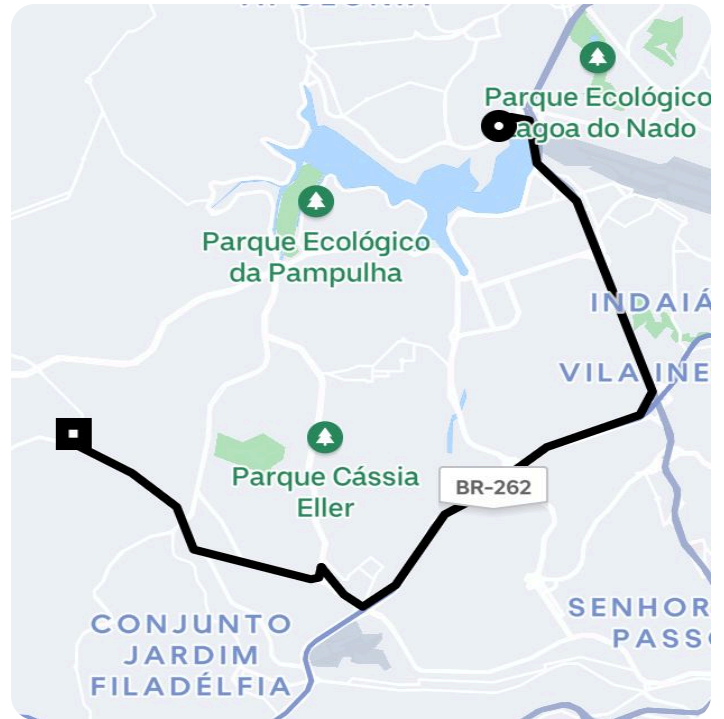 Parque Ecológico
Lagoa do Nado
Parque Ecológico
da Pampulha
INDAIÁ
VILA INE
Parque Cássia
Eller
BR-262
CONJUNTO
JARDIM
FILADÉLFIA
SENHOR
PASS